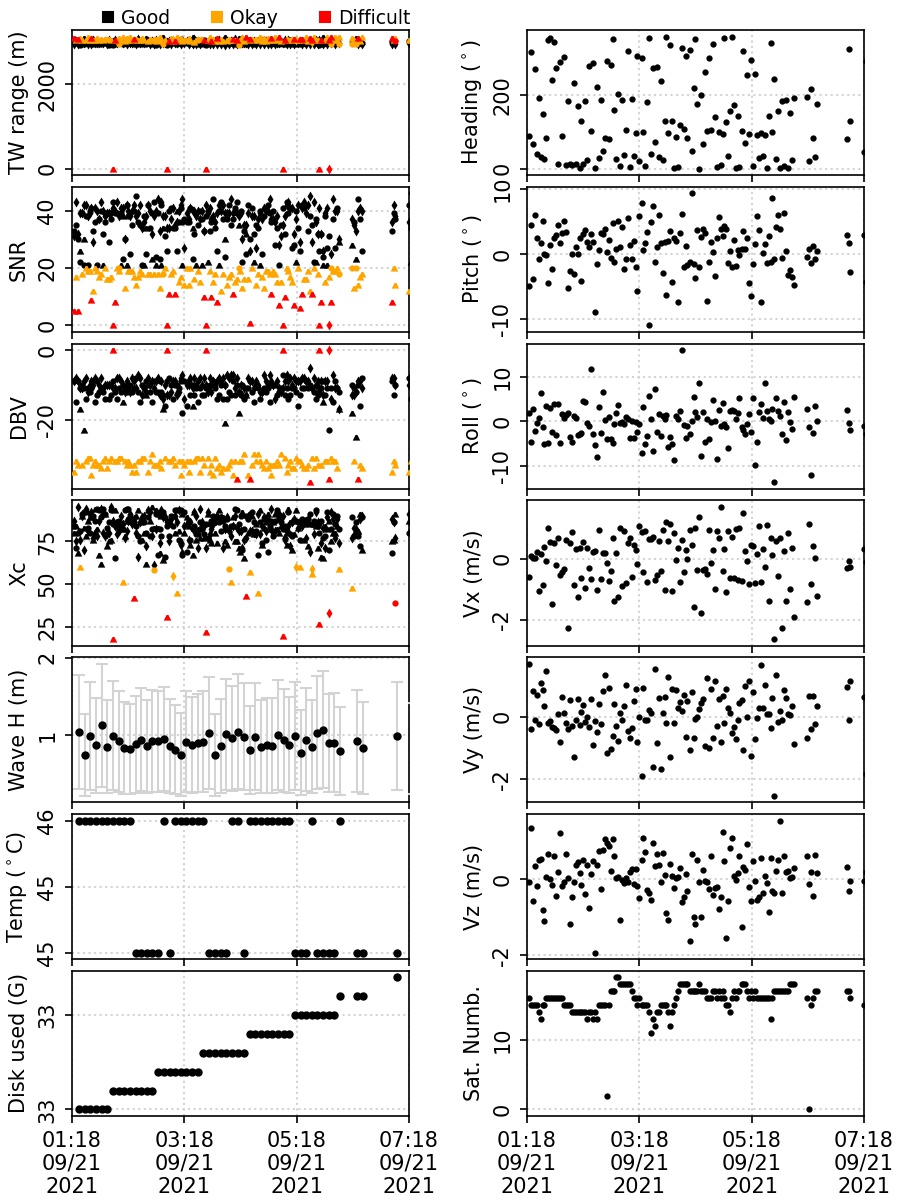 Good Okay Difficult
TW range (m)
2000
0
SNR
40
20
0
DBV
0
-20
Xc
75
50
25
Wave H (m)
2
1
Temp (°C)
46
45
45
Disk used (G)
33
33
01:18 03:18 05:18 07:18
09/21 09/21 09/21 09/21
2021 2021 2021 2021
Heading (°)
200
0
Pitch (°)
10
0
-10
Roll (°)
10
0
-10
Vx (m/s)
0
-2
Vy (m/s)
0
-2
Vz (m/s)
0
-2
Sat. Numb.
10
0
01:18 03:18 05:18 07:18
09/21 09/21 09/21 09/21
2021 2021 2021 2021